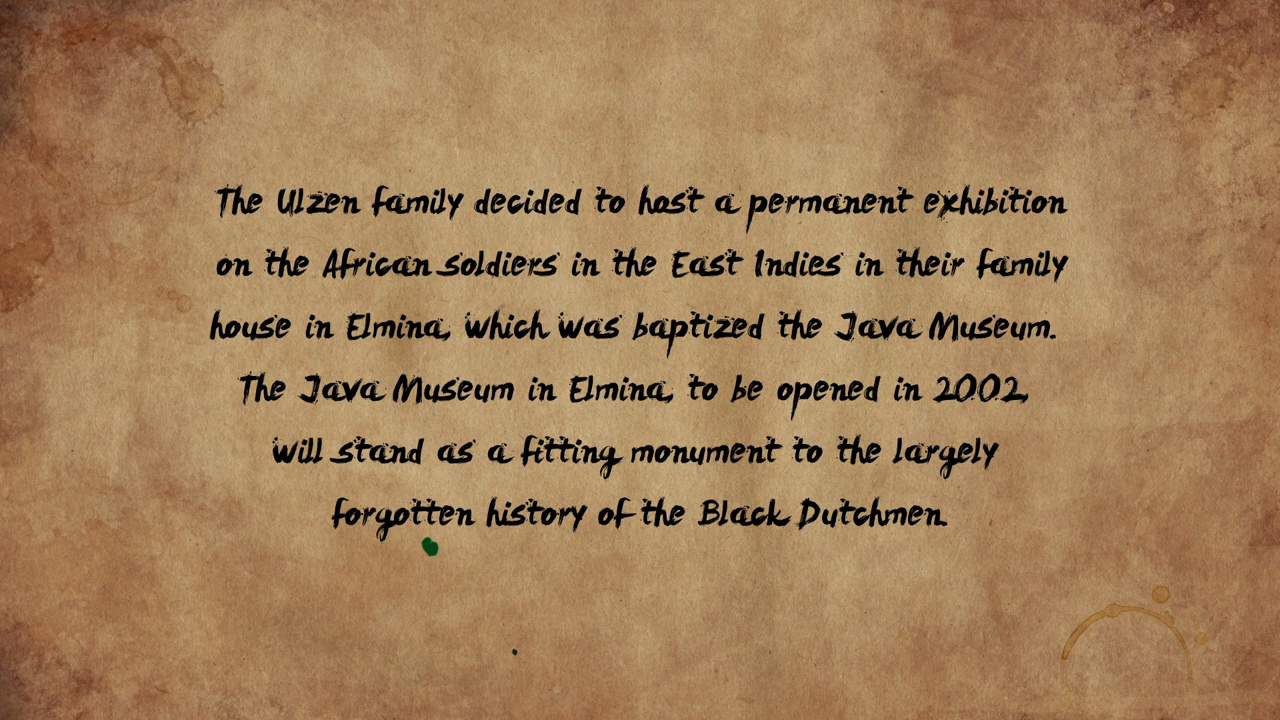 The Ulzen family decided to host a permanent exhibition
on the African soldiers in the East Indies in their family
house in Elmina, which was baptized the Java Museum.
The Java Museum in Elmina, to be opened in 2002,
will stand as a fitting monument to the largely
forgotten history of the Black Dutchmen.